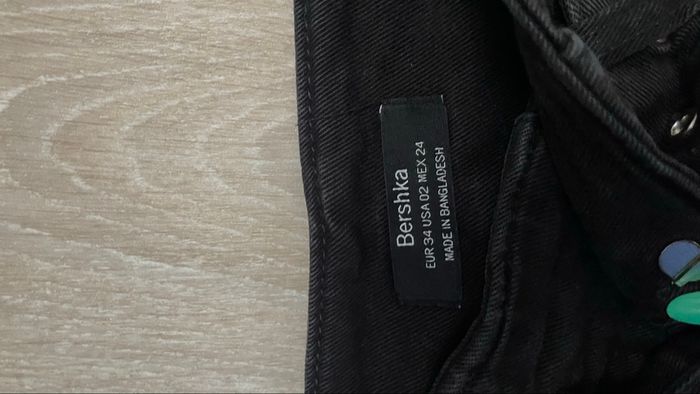 Bershka
EUR 34 USA 02 MEX 24
MADE IN BANGLADESH